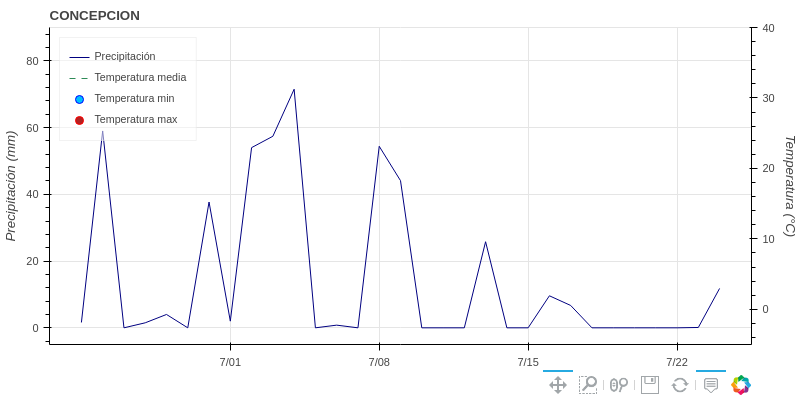 CONCEPCION
Precipitación
Temperatura media
Temperatura min
Temperatura max
Precipitación (mm)
80
60
40
20
0
40
30
20
10
0
Temperatura (°C)
7/01
7/08
7/15
7/22